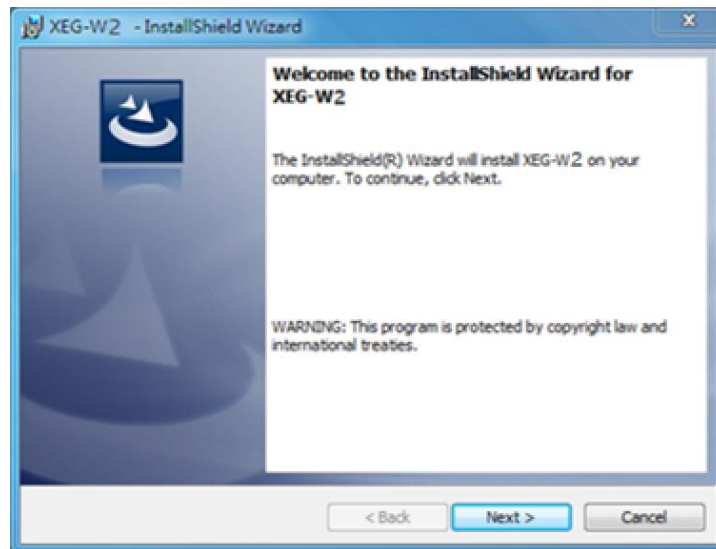 XEG-W2 - InstallShield Wizard
x
Welcome to the InstallShield Wizard for
XEG-W2
The InstallShield(R) Wizard will install XEG-W2 on your
computer. To continue, click Next.
WARNING: This program is protected by copyright law and
international treaties.
< Back
Next >
Cancel